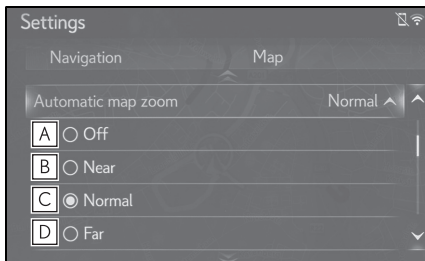 Settings
Navigation Map
Automatic map zoom Normal
A Off
B Near
C Normal
D Far